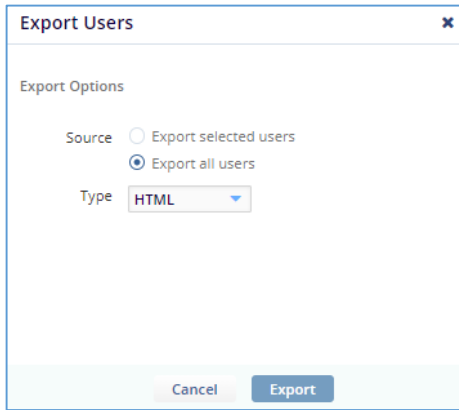 Export Users
Export Options
Source Export selected users
Export all users
Type HTML
Cancel Export